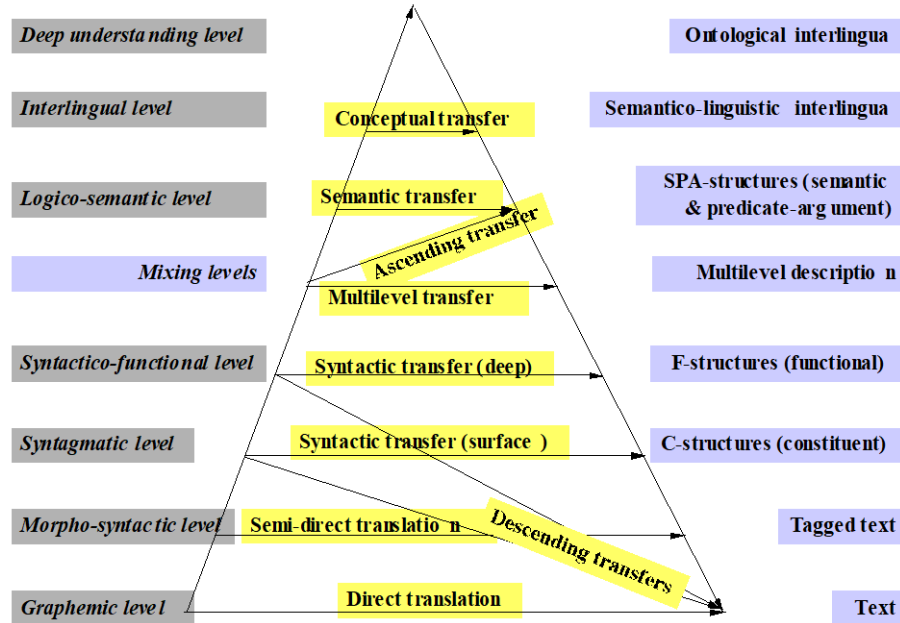 Deep understanding level
Ontological interlingua
Interlingual level
Conceptual transfer
Semantico-linguistic interlingua
Logico-semantic level
Semantic transfer
SPA-structures (semantic
& predicate-argument)
Ascending transfer
Mixing levels
Multilevel transfer
Multilevel description
Syntactico-functional level
Syntactic transfer (deep)
F-structures (functional)
Syntagmatic level
Syntactic transfer (surface )
C-structures (constituent)
Morpho-syntactic level
Semi-direct translation
Descending transfers
Tagged text
Graphemic level
Direct translation
Text